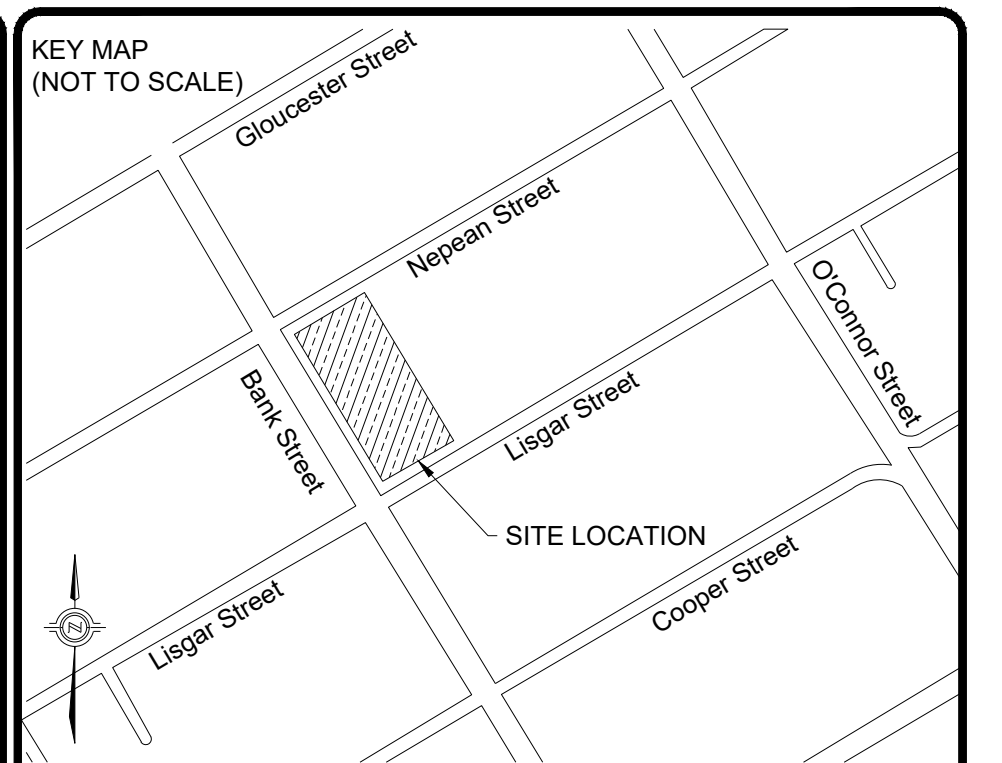 KEY MAP
(NOT TO SCALE)
Gloucester Street
Nepean Street
O'Connor Street
Bank Street
Lisgar Street
SITE LOCATION
Cooper Street
Lisgar Street
N